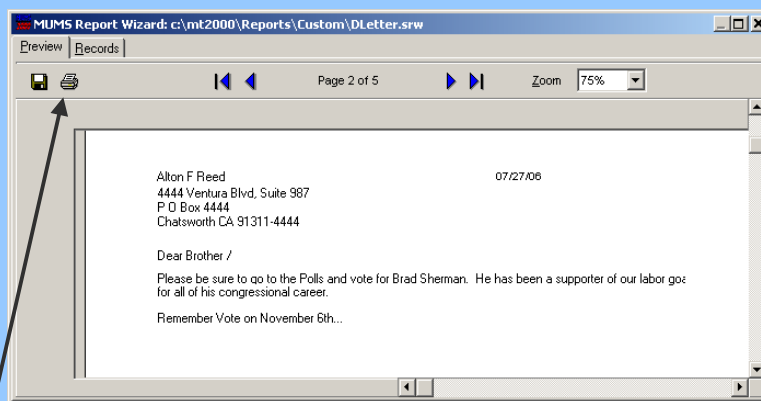 MUMS Report Wizard: c:\mt2000\Reports\Custom\DLetter.srw
Preview Records
Page 2 of 5 Zoom 75%
Alton F Reed 07/27/06
4444 Ventura Blvd, Suite 987
P O Box 4444
Chatsworth CA 91311-4444
Dear Brother /
Please be sure to go to the Polls and vote for Brad Sherman. He has been a supporter of our labor goa
for all of his congressional career.
Remember Vote on November 6th...